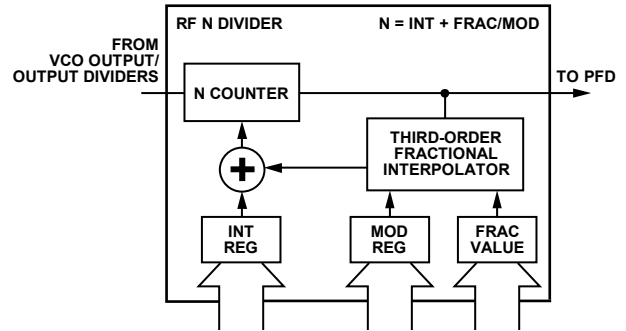 RF N DIVIDER
N = INT + FRAC/MOD
FROM
VCO OUTPUT/
OUTPUT DIVIDERS
N COUNTER
TO PFD
THIRD-ORDER
FRACTIONAL
INTERPOLATOR
+
INT
REG
MOD
REG
FRAC
VALUE